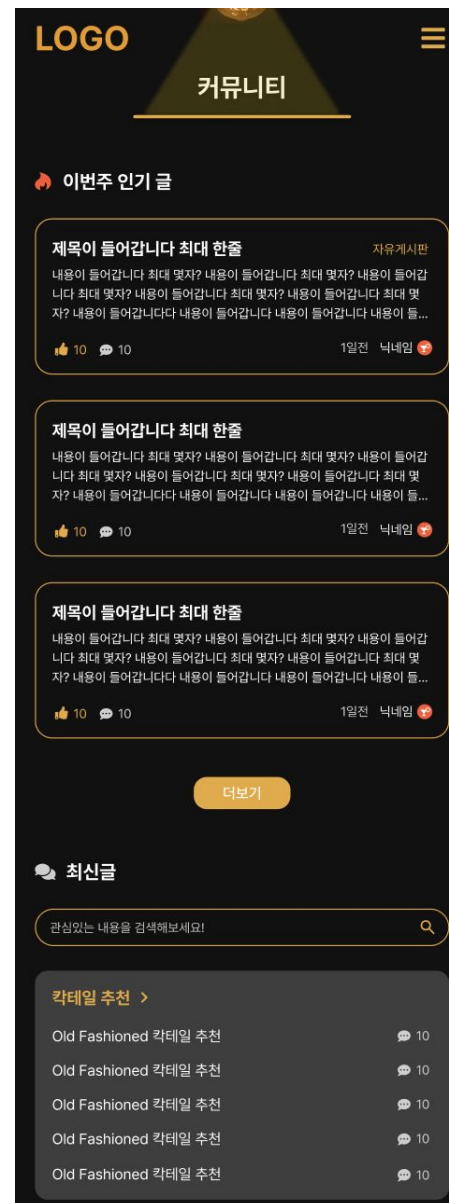 LOGO
커뮤니티
이번주 인기 글
제목이 들어갑니다 최대 한줄
자유게시판
내용이 들어갑니다 최대 몇자? 내용이 들어갑니다 최대 몇자? 내용이 들어갑
니다 최대 몇자? 내용이 들어갑니다 최대 몇자? 내용이 들어갑니다 최대 몇
자? 내용이 들어갑니다다 내용이 들어갑니다 내용이 들어갑니다 내용이 들...
10 10 1일전 닉네임
제목이 들어갑니다 최대 한줄
내용이 들어갑니다 최대 몇자? 내용이 들어갑니다 최대 몇자? 내용이 들어갑
니다 최대 몇자? 내용이 들어갑니다 최대 몇자? 내용이 들어갑니다 최대 몇
자? 내용이 들어갑니다다 내용이 들어갑니다 내용이 들어갑니다 내용이 들...
10 10 1일전 닉네임
제목이 들어갑니다 최대 한줄
내용이 들어갑니다 최대 몇자? 내용이 들어갑니다 최대 몇자? 내용이 들어갑
니다 최대 몇자? 내용이 들어갑니다 최대 몇자? 내용이 들어갑니다 최대 몇
자? 내용이 들어갑니다다 내용이 들어갑니다 내용이 들어갑니다 내용이 들...
10 10 1일전 닉네임
더보기
최신글
관심있는 내용을 검색해보세요!
칵테일 추천 >
Old Fashioned 칵테일 추천 10
Old Fashioned 칵테일 추천 10
Old Fashioned 칵테일 추천 10
Old Fashioned 칵테일 추천 10
Old Fashioned 칵테일 추천 10